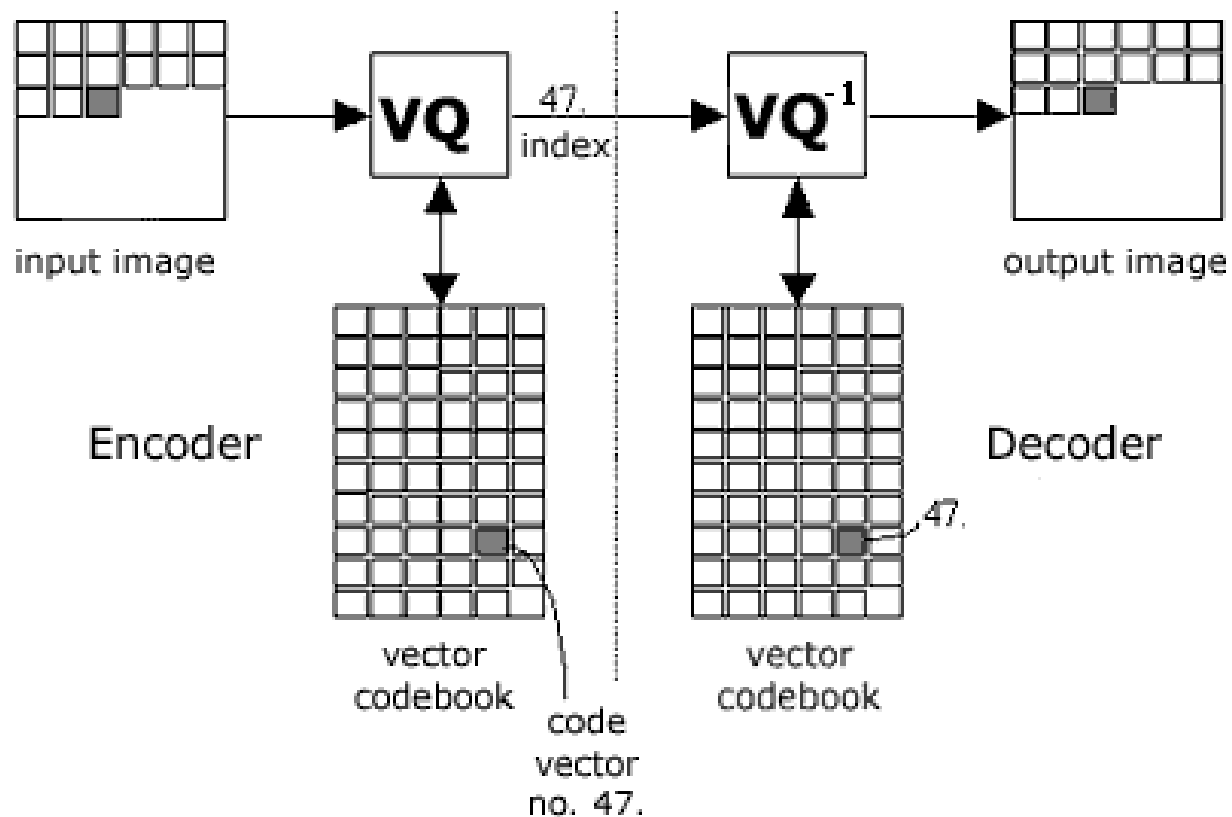 47.
VQ
index
VQ-1
input image
output image
Encoder
Decoder
47.
vector
codebook
vector
codebook
code
vector
no. 47.